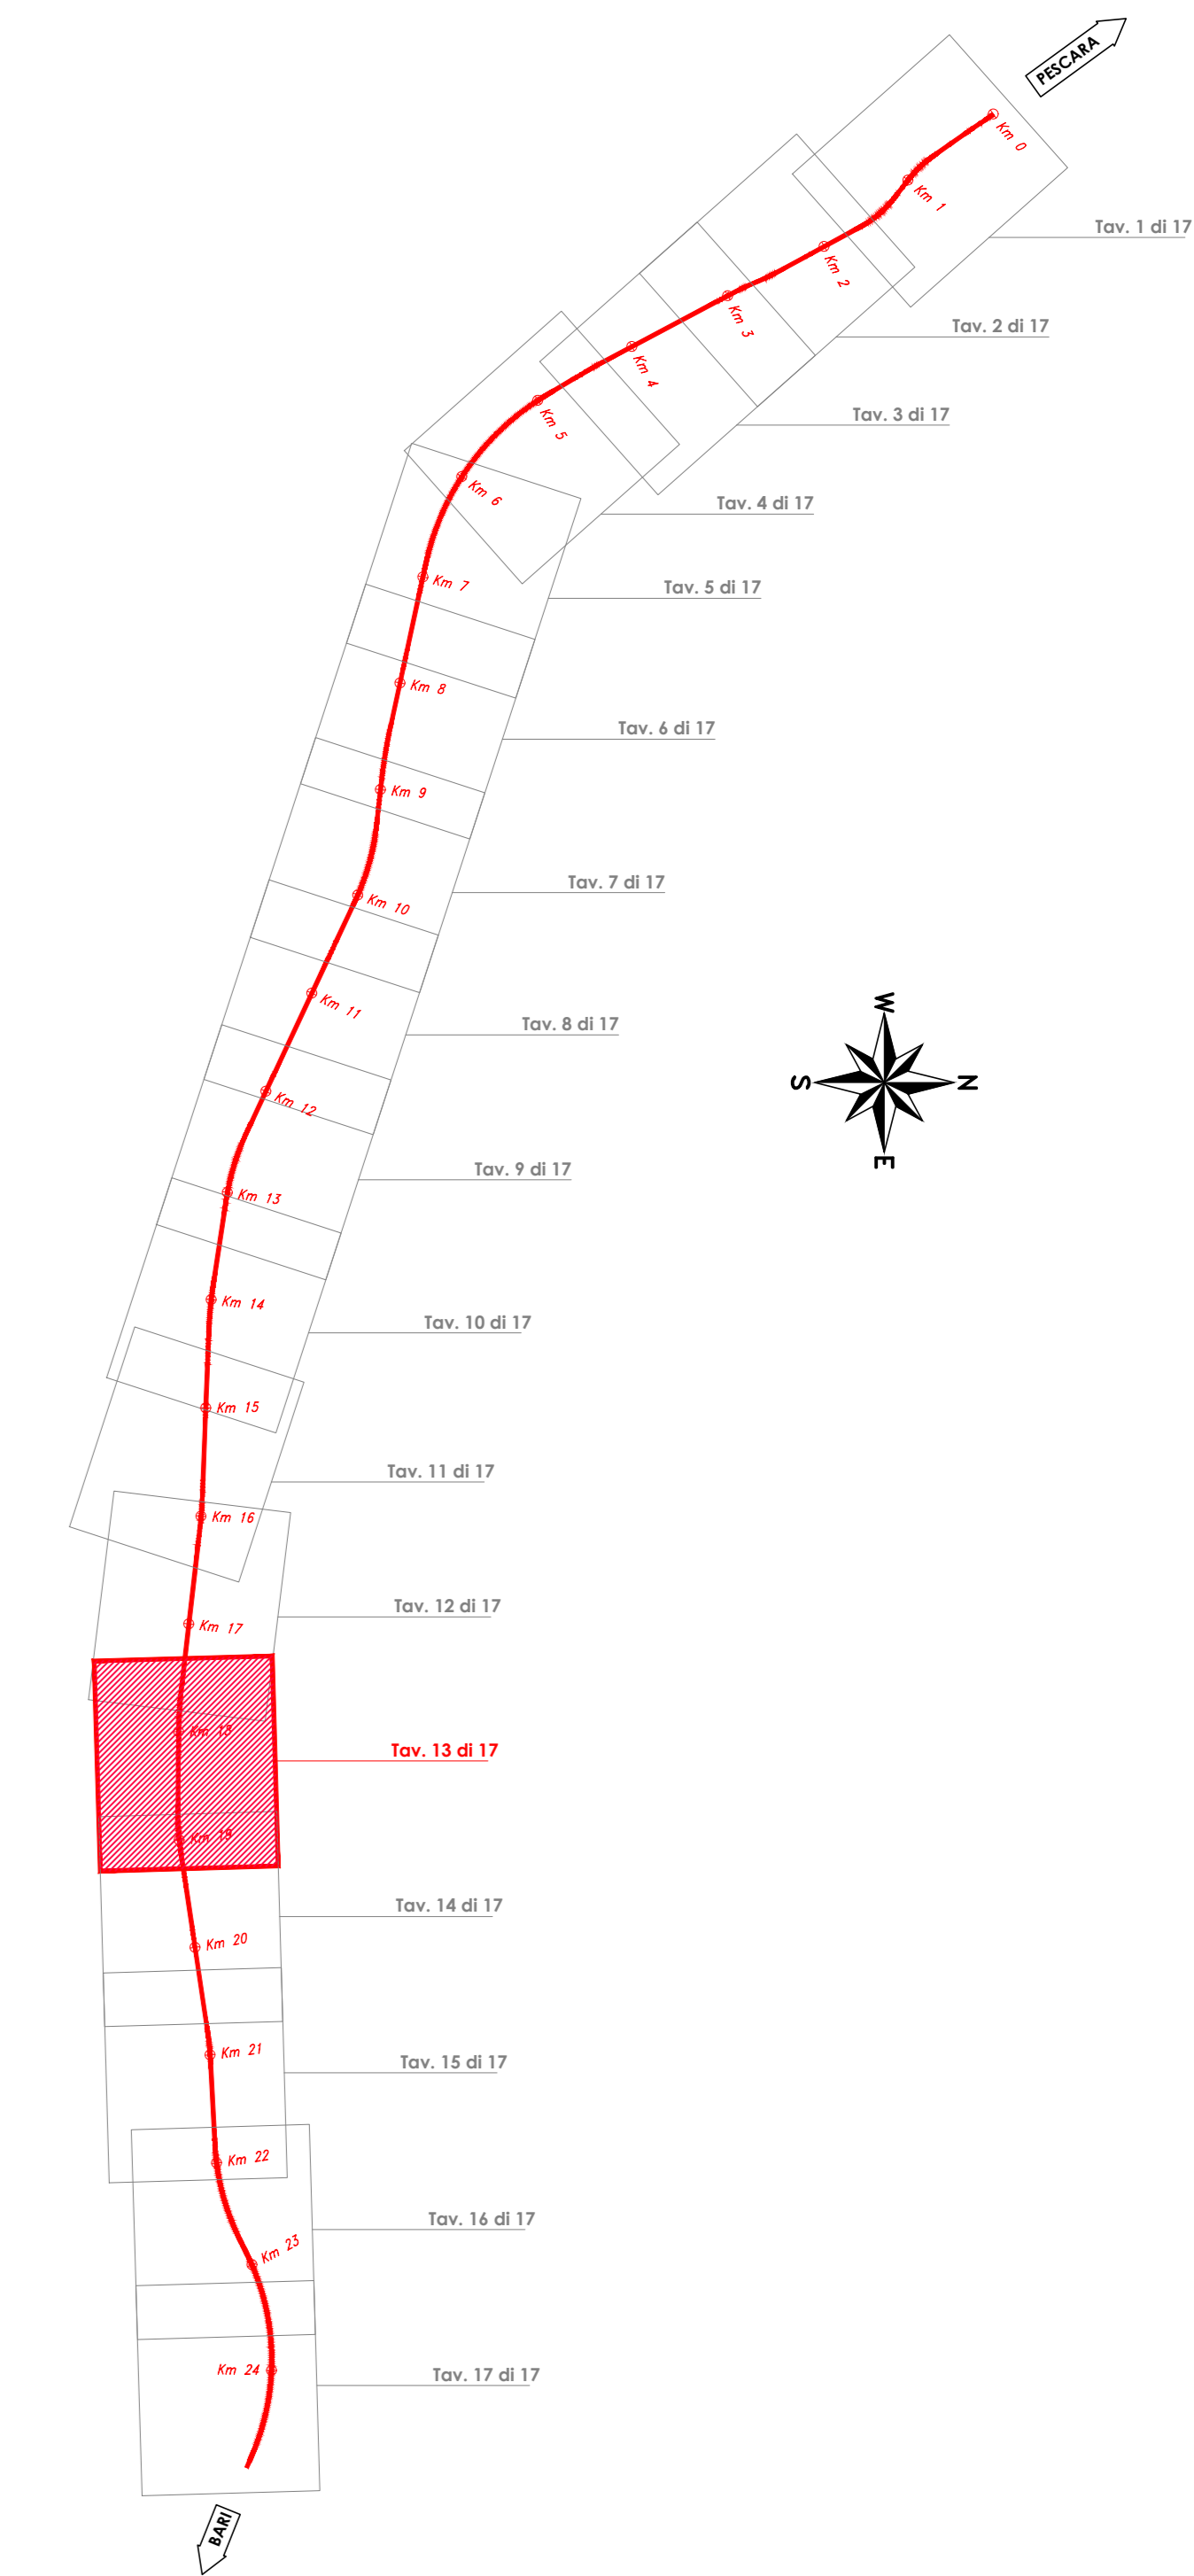 PESCARA
Km 0
Km 1
Tav. 1 di 17
Km 2
Km 3
Tav. 2 di 17
Km 4
Km 5
Tav. 3 di 17
Km 6
Tav. 4 di 17
Km 7
Tav. 5 di 17
Km 8
Tav. 6 di 17
Km 9
Tav. 7 di 17
Km 10
Km 11
W
Tav. 8 di 17
S
N
Km 12
E
Tav. 9 di 17
Km 13
Km 14
Tav. 10 di 17
Km 15
Tav. 11 di 17
Km 16
Tav. 12 di 17
Km 17
Km 18
Tav. 13 di 17
Km 19
Tav. 14 di 17
Km 20
Km 21
Tav. 15 di 17
Km 22
Tav. 16 di 17
Km 23
Km 24
Tav. 17 di 17
BARI